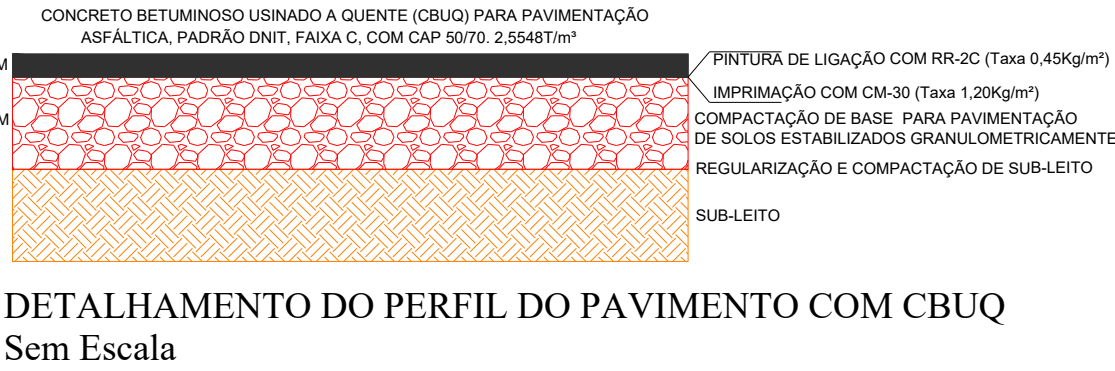 CONCRETO BETUMINOSO USINADO A QUENTE (CBUQ) PARA PAVIMENTAÇÃO
ASFÁLTICA, PADRÃO DNIT, FAIXA C, COM CAP 50/70. 2,5548T/m³
M
PINTURA DE LIGAÇÃO COM RR-2C (Taxa 0,45Kg/m²)
IMPRIMAÇÃO COM CM-30 (Taxa 1,20Kg/m²)
M
COMPACTAÇÃO DE BASE PARA PAVIMENTAÇÃO
DE SOLOS ESTABILIZADOS GRANULOMETRICAMENTE
REGULARIZAÇÃO E COMPACTAÇÃO DE SUB-LEITO
SUB-LEITO
DETALHAMENTO DO PERFIL DO PAVIMENTO COM CBUQ
Sem Escala